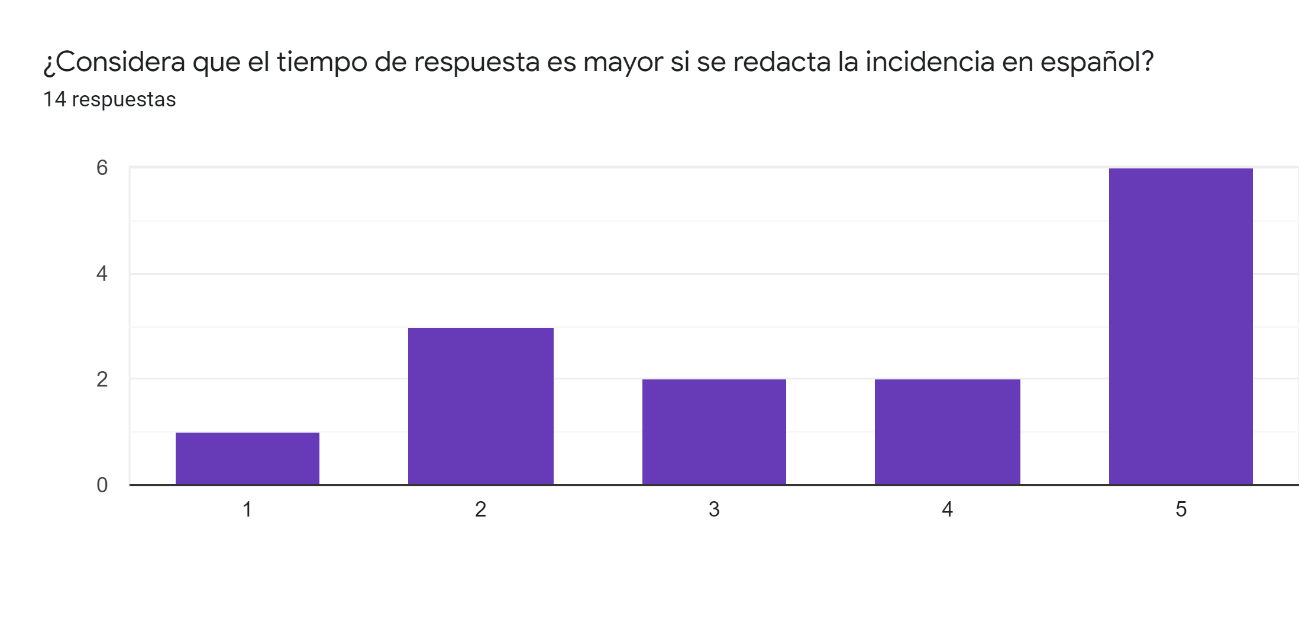 ¿Considera que el tiempo de respuesta es mayor si se redacta la incidencia en español?
14 respuestas
6
4
2
0
1 2 3 4 5